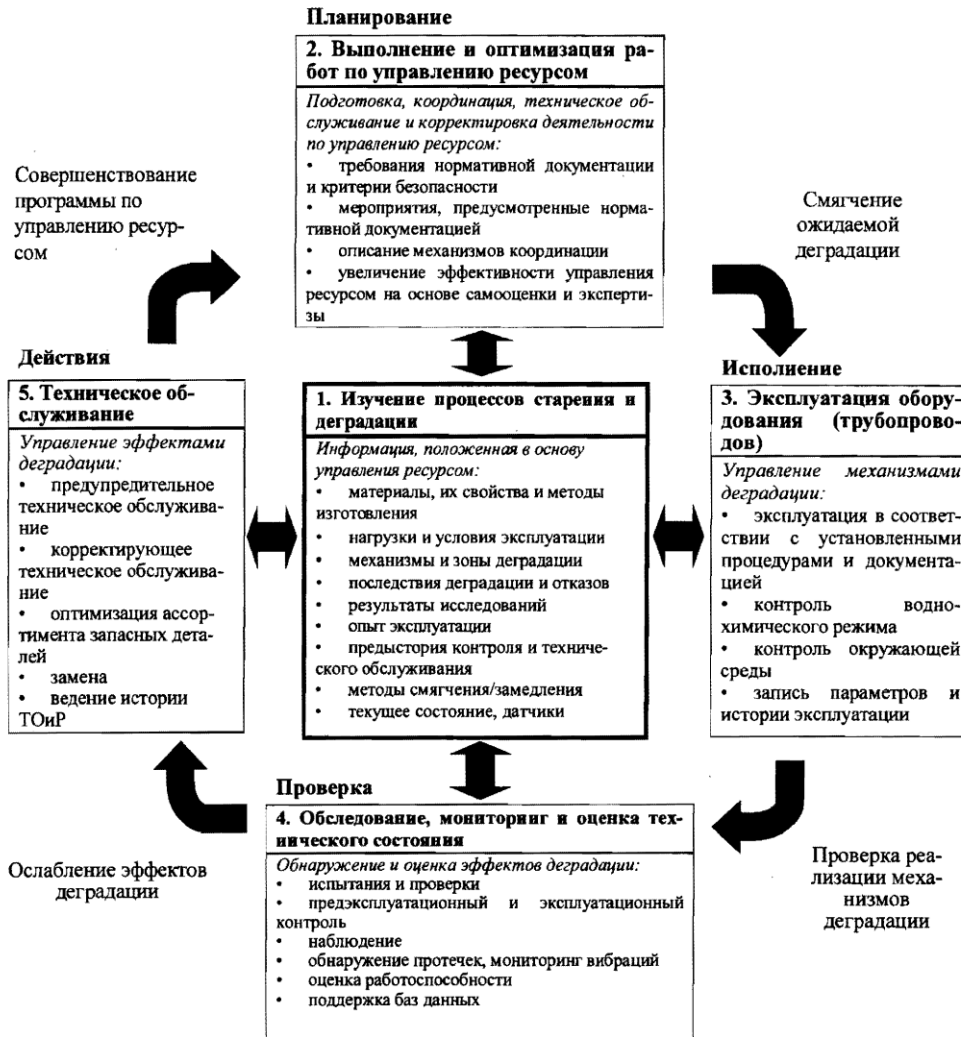 Планирование
2. Выполнение и оптимизация ра-
бот по управлению ресурсом
Подготовка, координация, техническое об-
служивание и корректировка деятельности
по управлению ресурсом:
• требования нормативной документации
и критерии безопасности
• мероприятия, предусмотренные норма-
тивной документацией
• описание механизмов координации
• увеличение эффективности управления
ресурсом на основе самооценки и эксперти-
зы
Совершенствование
программы по
управлению ресур-
сом
Смягчение
ожидаемой
деградации
Действия
5. Техническое об-
служивание
Управление эффектами
деградации:
• предупредительное
техническое обслужива-
ние
• корректирующее
техническое обслужива-
ние
• оптимизация ассор-
тимента запасных дета-
лей
• замена
• ведение истории
ТОиР
1. Изучение процессов старения и
деградации
Информация, положенная в основу
управления ресурсом:
• материалы, их свойства и методы
изготовления
• нагрузки и условия эксплуатации
• механизмы и зоны деградации
• последствия деградации и отказов
• результаты исследований
• опыт эксплуатации
• предыстория контроля и техниче-
ского обслуживания
• методы смягчения/замедления
• текущее состояние, датчики
Исполнение
3. Эксплуатация обору-
дования (трубопрово-
дов)
Управление механизмами
деградации:
• эксплуатация в соответ-
ствии с установленными
процедурами и документа-
цией
• контроль водно-
химического режима
• контроль окружающей
среды
• запись параметров и
истории эксплуатации
Проверка
4. Обследование, мониторинг и оценка тех-
нического состояния
Обнаружение и оценка эффектов деградации:
• испытания и проверки
• предэксплуатационный и эксплуатационный
контроль
• наблюдение
• обнаружение протечек, мониторинг вибраций
• оценка работоспособности
• поддержка баз данных
Ослабление эффектов
деградации
Проверка реа-
лизации меха-
низмов
деградации